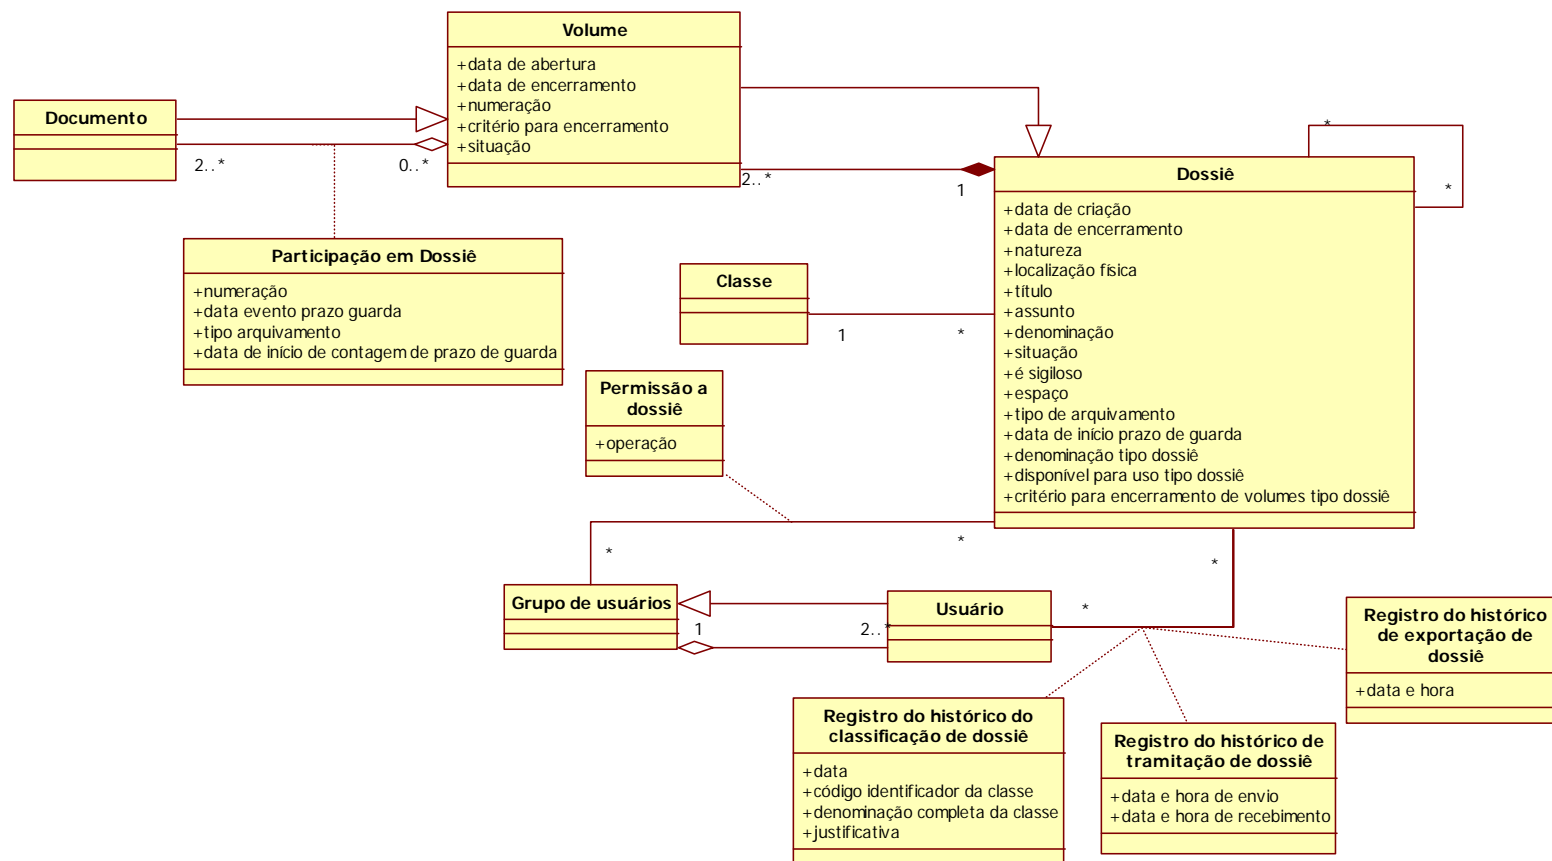 Volume
+data de abertura
+data de encerramento
+numeração
+critério para encerramento
+situação
Documento
2..*
0..*
2..*
1
Dossiê
+data de criação
+data de encerramento
+natureza
+localização física
+título
+assunto
+denominação
+situação
+é sigiloso
+espaço
+tipo de arquivamento
+data de início prazo de guarda
+denominação tipo dossiê
+disponível para uso tipo dossiê
+critério para encerramento de volumes tipo dossiê
*
*
Participação em Dossiê
+numeração
+data evento prazo guarda
+tipo arquivamento
+data de início de contagem de prazo de guarda
Classe
1
*
Permissão a
dossiê
+operação
*
*
*
*
Grupo de usuários
1
2..*
Usuário
Registro do histórico
de exportação de
dossiê
+data e hora
Registro do histórico do
classificação de dossiê
+data
+código identificador da classe
+denominação completa da classe
+justificativa
Registro do histórico de
tramitação de dossiê
+data e hora de envio
+data e hora de recebimento